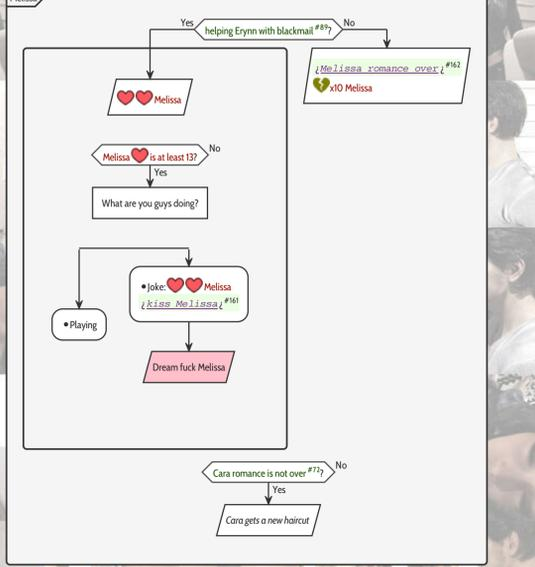 Yes
helping Erynn with blackmail #89?
No
Melissa
¿Melissa romance over¿ #162
x10 Melissa
Melissa is at least 13?
No
Yes
What are you guys doing?
• Playing
• Joke: Melissa
¿kiss Melissa¿ #161
Dream fuck Melissa
Cara romance is not over #72?
No
Yes
Cara gets a new haircut